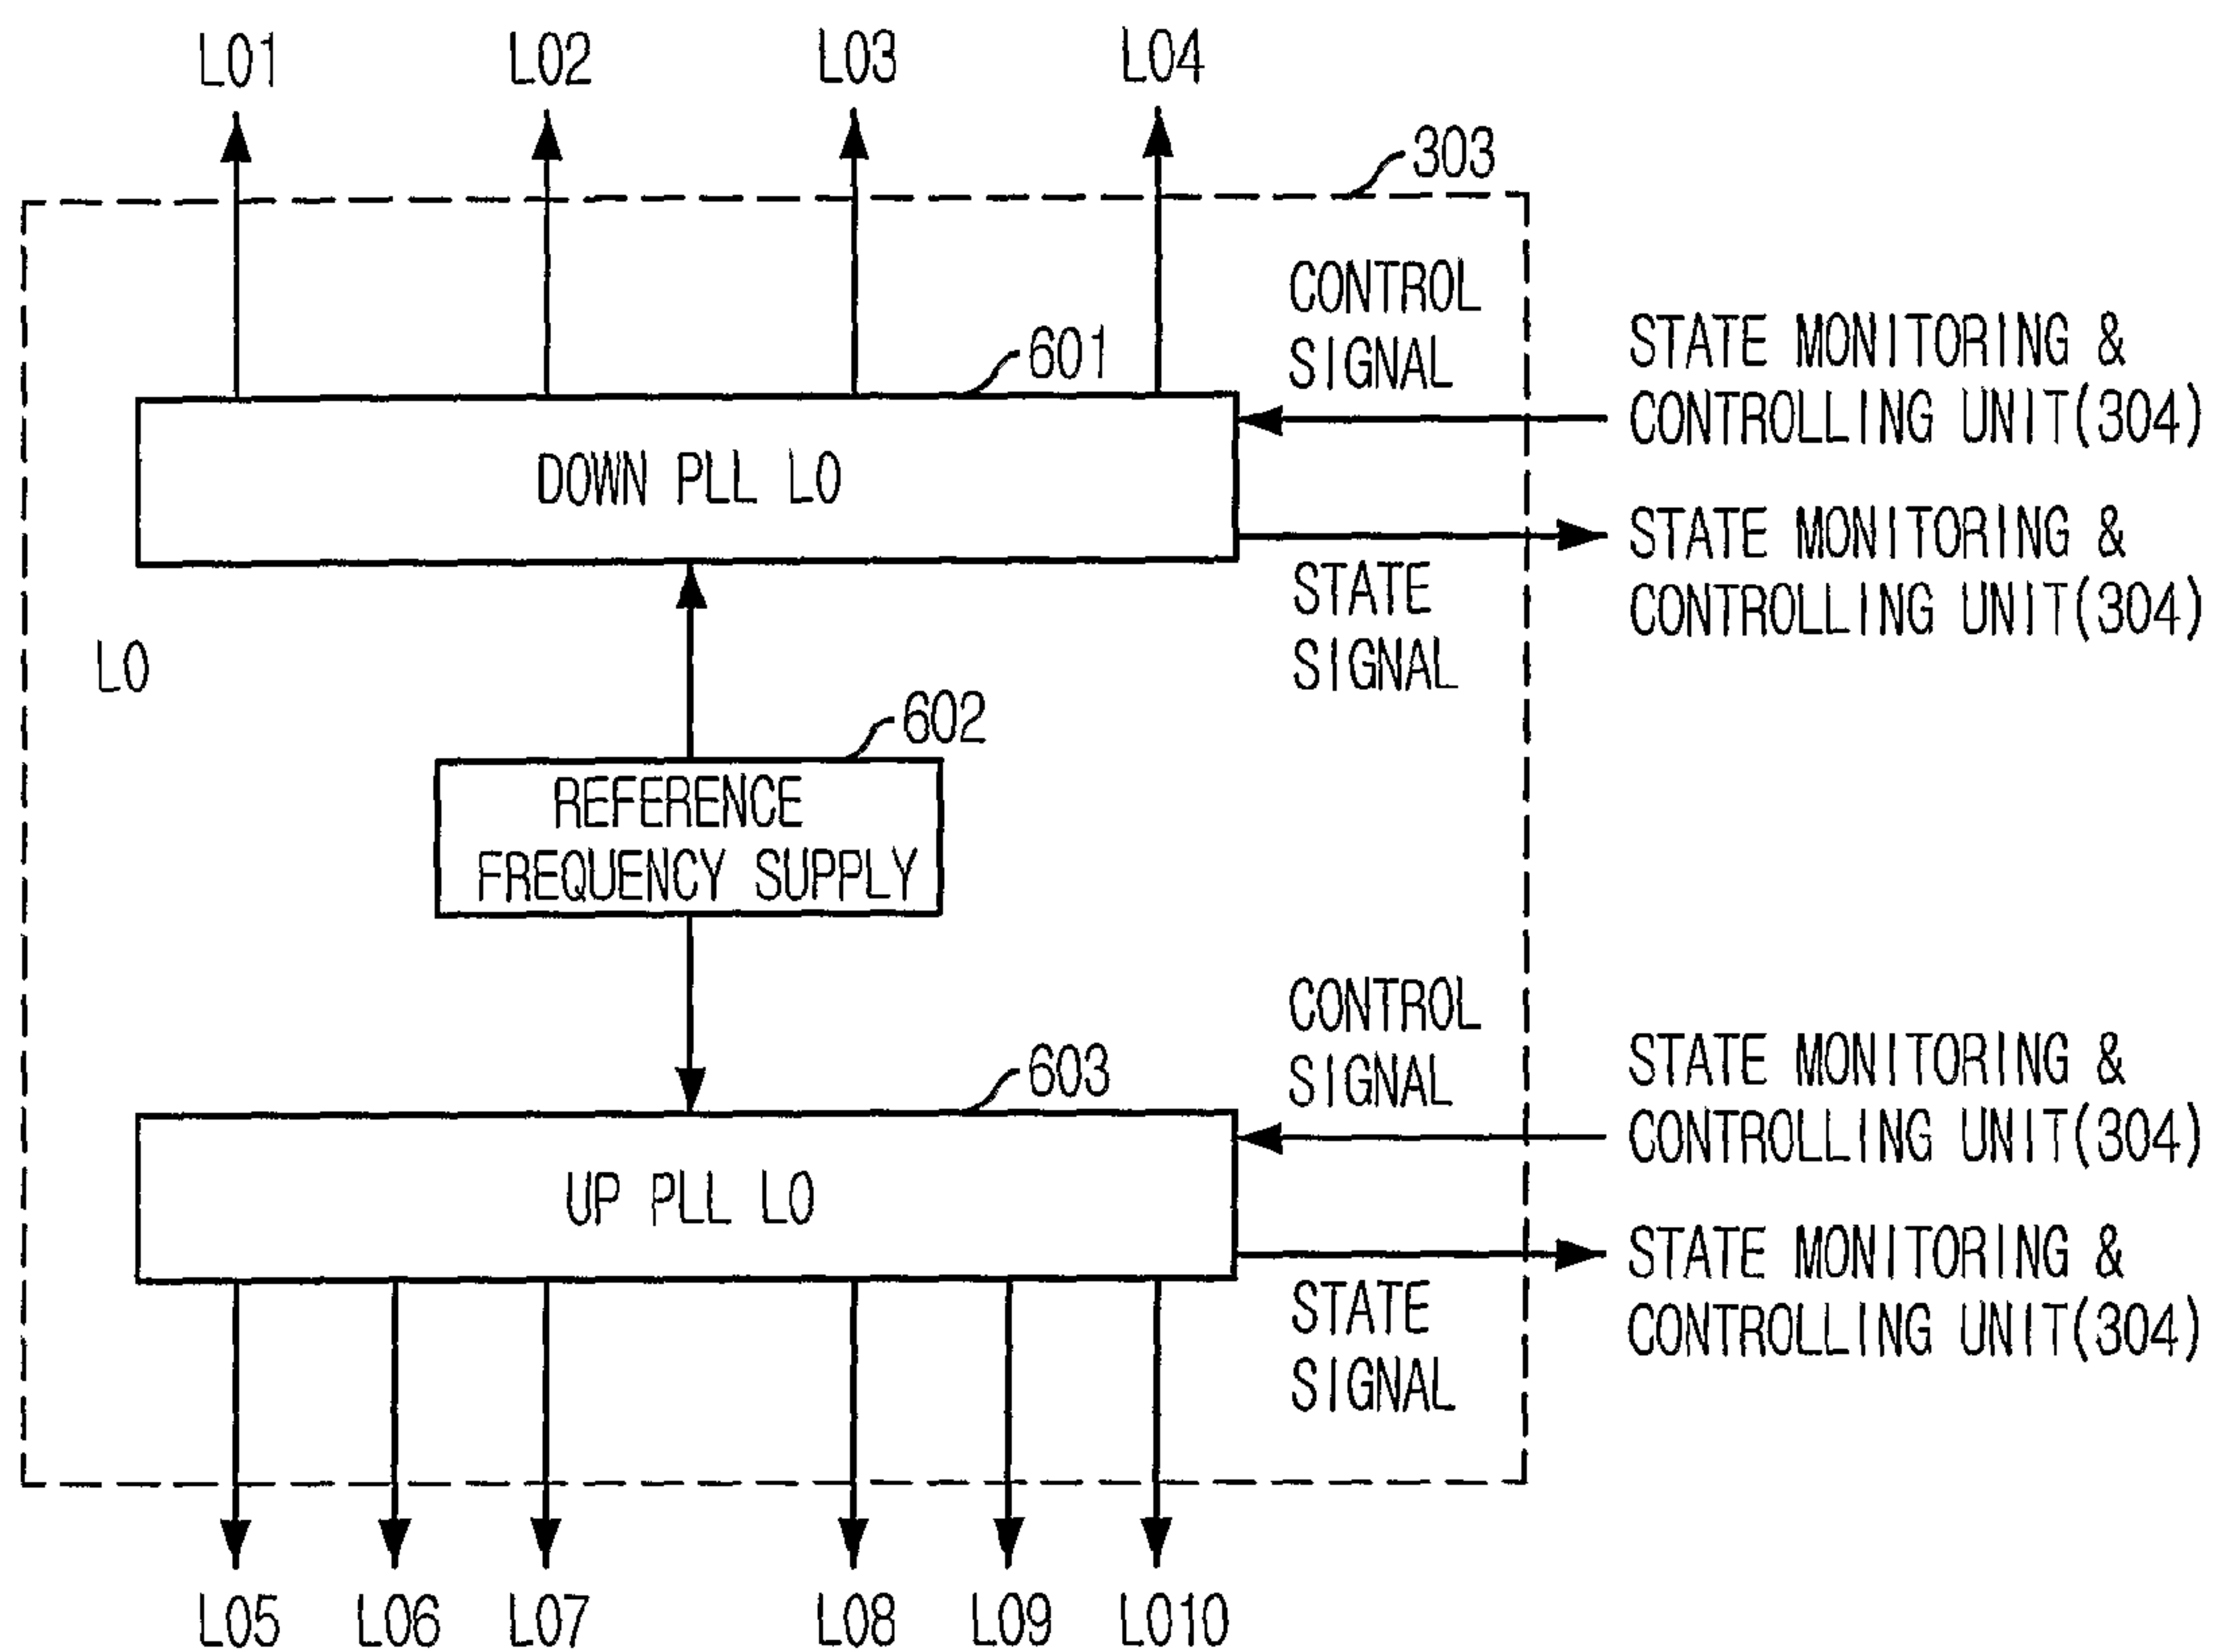 LO1 LO2 LO3 LO4
303
CONTROL
SIGNAL
STATE MONITORING &
CONTROLLING UNIT(304)
601
DOWN PLL LO
STATE MONITORING &
CONTROLLING UNIT(304)
STATE
SIGNAL
LO
602
REFERENCE
FREQUENCY SUPPLY
CONTROL
SIGNAL
STATE MONITORING &
CONTROLLING UNIT(304)
603
UP PLL LO
STATE MONITORING &
CONTROLLING UNIT(304)
STATE
SIGNAL
LO5 LO6 LO7 LO8 LO9 LO10